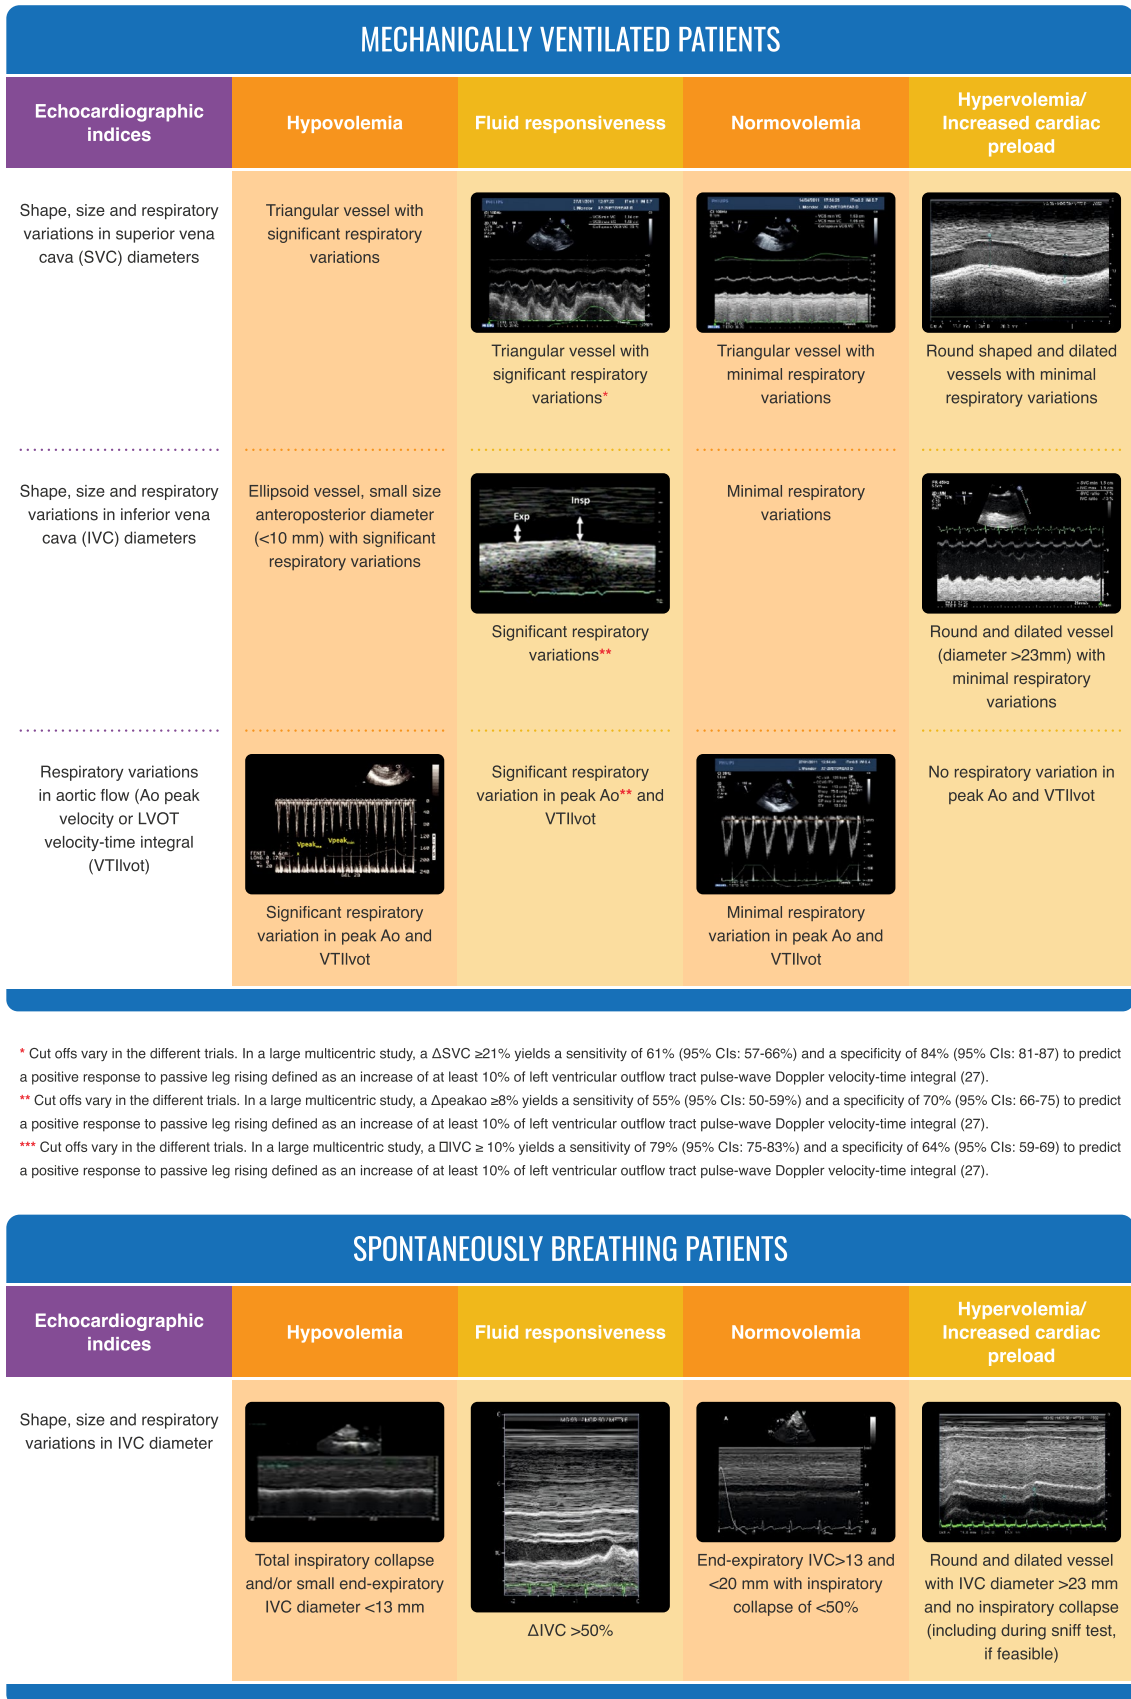 MECHANICALLY VENTILATED PATIENTS
Echocardiographic
indices
Hypovolemia
Fluid responsiveness
Normovolemia
Hypervolemia/
Increased cardiac
preload
Shape, size and respiratory
variations in superior vena
cava (SVC) diameters
Triangular vessel with
significant respiratory
variations
Triangular vessel with
significant respiratory
variations*
Triangular vessel with
minimal respiratory
variations
Round shaped and dilated
vessels with minimal
respiratory variations
Shape, size and respiratory
variations in inferior vena
cava (IVC) diameters
Ellipsoid vessel, small size
anteroposterior diameter
(<10 mm) with significant
respiratory variations
Exp
Insp
Significant respiratory
variations**
Minimal respiratory
variations
Round and dilated vessel
(diameter >23mm) with
minimal respiratory
variations
Respiratory variations
in aortic flow (Ao peak
velocity or LVOT
velocity-time integral
(VTIlvot)
Significant respiratory
variation in peak Ao and
VTIlvot
Significant respiratory
variation in peak Ao** and
VTIlvot
Minimal respiratory
variation in peak Ao and
VTIlvot
No respiratory variation in
peak Ao and VTIlvot
* Cut offs vary in the different trials. In a large multicentric study, a ΔSVC ≥21% yields a sensitivity of 61% (95% CIs: 57-66%) and a specificity of 84% (95% CIs: 81-87) to predict
a positive response to passive leg rising defined as an increase of at least 10% of left ventricular outflow tract pulse-wave Doppler velocity-time integral (27).
** Cut offs vary in the different trials. In a large multicentric study, a Δpeakao ≥8% yields a sensitivity of 55% (95% CIs: 50-59%) and a specificity of 70% (95% CIs: 66-75) to predict
a positive response to passive leg rising defined as an increase of at least 10% of left ventricular outflow tract pulse-wave Doppler velocity-time integral (27).
*** Cut offs vary in the different trials. In a large multicentric study, a □IVC ≥ 10% yields a sensitivity of 79% (95% CIs: 75-83%) and a specificity of 64% (95% CIs: 59-69) to predict
a positive response to passive leg rising defined as an increase of at least 10% of left ventricular outflow tract pulse-wave Doppler velocity-time integral (27).
SPONTANEOUSLY BREATHING PATIENTS
Echocardiographic
indices
Hypovolemia
Fluid responsiveness
Normovolemia
Hypervolemia/
Increased cardiac
preload
Shape, size and respiratory
variations in IVC diameter
Total inspiratory collapse
and/or small end-expiratory
IVC diameter <13 mm
ΔIVC >50%
End-expiratory IVC>13 and
<20 mm with inspiratory
collapse of <50%
Round and dilated vessel
with IVC diameter >23 mm
and no inspiratory collapse
(including during sniff test,
if feasible)